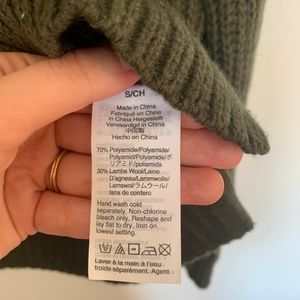 S/CH
Made in China
Fabriqué en Chine
In China Hergestellt
Vervaardigd in China
中国製
Hecho en China
70% Polyamide/Polyamide/
Polyamid/Polyamide/ポ
リアミド/poliamida
30% Lambs Wool/Laine
D'agneau/Lammwolle/
Lamswol/ラムウール/
lana de cordero
Hand wash cold
separately. Non-chlorine
bleach only. Reshape and
lay flat to dry. Iron on
lowest setting.
Laver à la main à l'eau
froide séparément. Agent